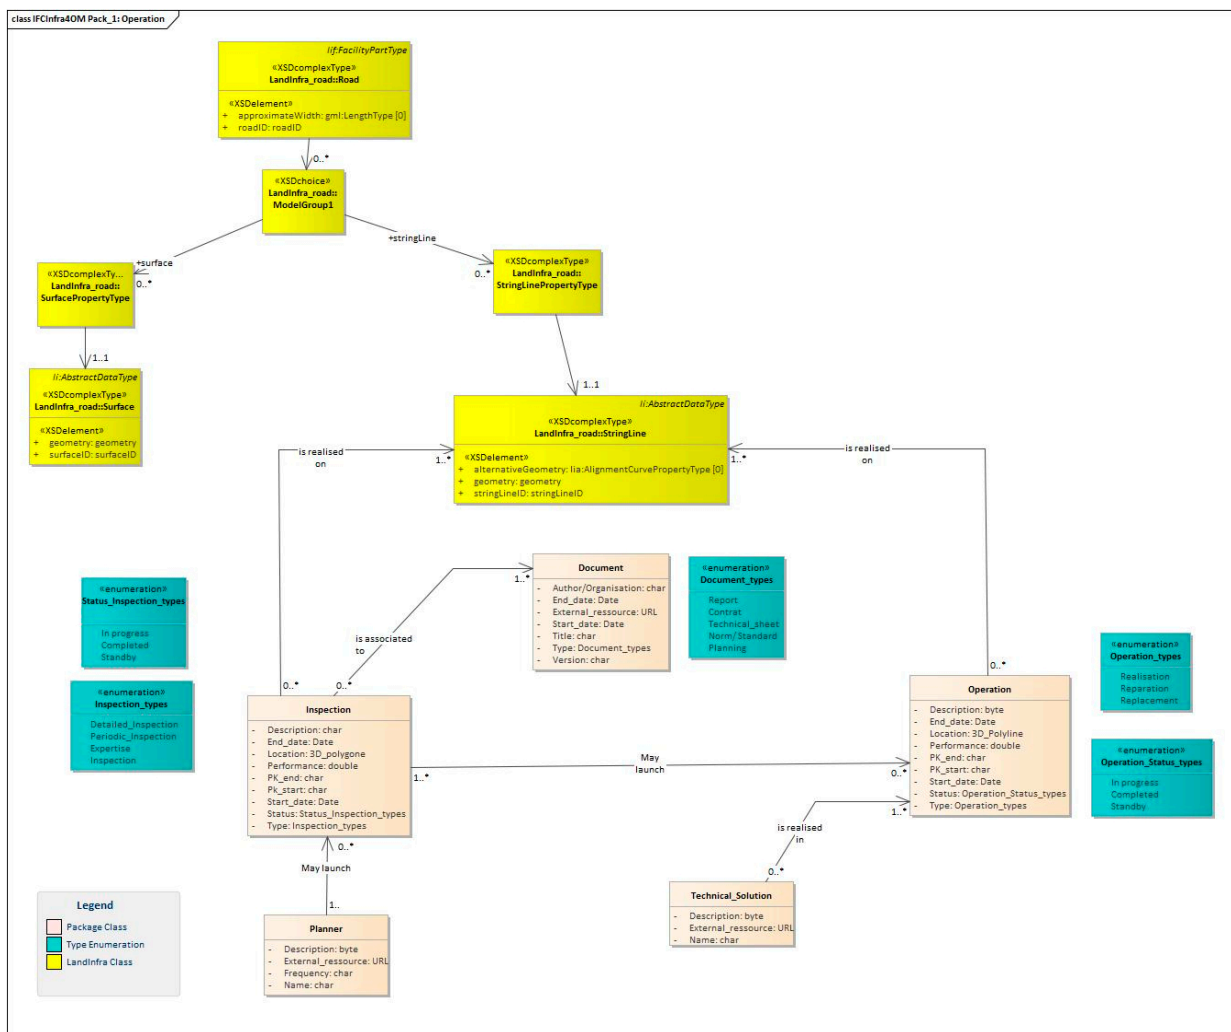 class IFCInfra4OM Pack_1: Operation
lif:FacilityPartType
«XSDcomplexType»
LandInfra_road::Road
«XSDelement»
+ approximateWidth: gml:LengthType [0]
+ roadID: roadID
0..*
«XSDchoice»
LandInfra_road::
ModelGroup1
+stringLine
0..*
+surface
0..*
«XSDcomplexTy...
LandInfra_road::
SurfacePropertyType
«XSDcomplexType»
LandInfra_road::
StringLinePropertyType
1..1
1..1
li:AbstractDataType
«XSDcomplexType»
LandInfra_road::Surface
«XSDelement»
+ geometry: geometry
+ surfaceID: surfaceID
li:AbstractDataType
«XSDcomplexType»
LandInfra_road::StringLine
«XSDelement»
+ alternativeGeometry: lia:AlignmentCurvePropertyType [0]
+ geometry: geometry
+ stringLineID: stringLineID
is realised
on
1..*
is realised
on
1..*
Document
- Author/Organisation: char
- End_date: Date
- External_ressource: URL
- Start_date: Date
- Title: char
- Type: Document_types
- Version: char
1..*
«enumeration»
Document_types
Report
Contrat
Technical_sheet
Norm/Standard
Planning
«enumeration»
Status_Inspection_types
In progress
Completed
Standby
is associated
to
0..*
0..*
«enumeration»
Operation_types
Realisation
Reparation
Replacement
0..*
«enumeration»
Inspection_types
Detailed_Inspection
Periodic_Inspection
Expertise
Inspection
Inspection
- Description: char
- End_date: Date
- Location: 3D_polygone
- Performance: double
- PK_end: char
- Pk_start: char
- Start_date: Date
- Status: Status_Inspection_types
- Type: Inspection_types
May
launch
1..*
0..*
Operation
- Description: byte
- End_date: Date
- Location: 3D_Polyline
- Performance: double
- PK_end: char
- PK_start: char
- Start_date: Date
- Status: Operation_Status_types
- Type: Operation_types
«enumeration»
Operation_Status_types
In progress
Completed
Standby
1..*
is realised
in
0..*
0..*
May launch
1..
Technical_Solution
- Description: byte
- External_ressource: URL
- Name: char
Planner
- Description: byte
- External_ressource: URL
- Frequency: char
- Name: char
Legend
Package Class
Type Enumeration
LandInfra Class